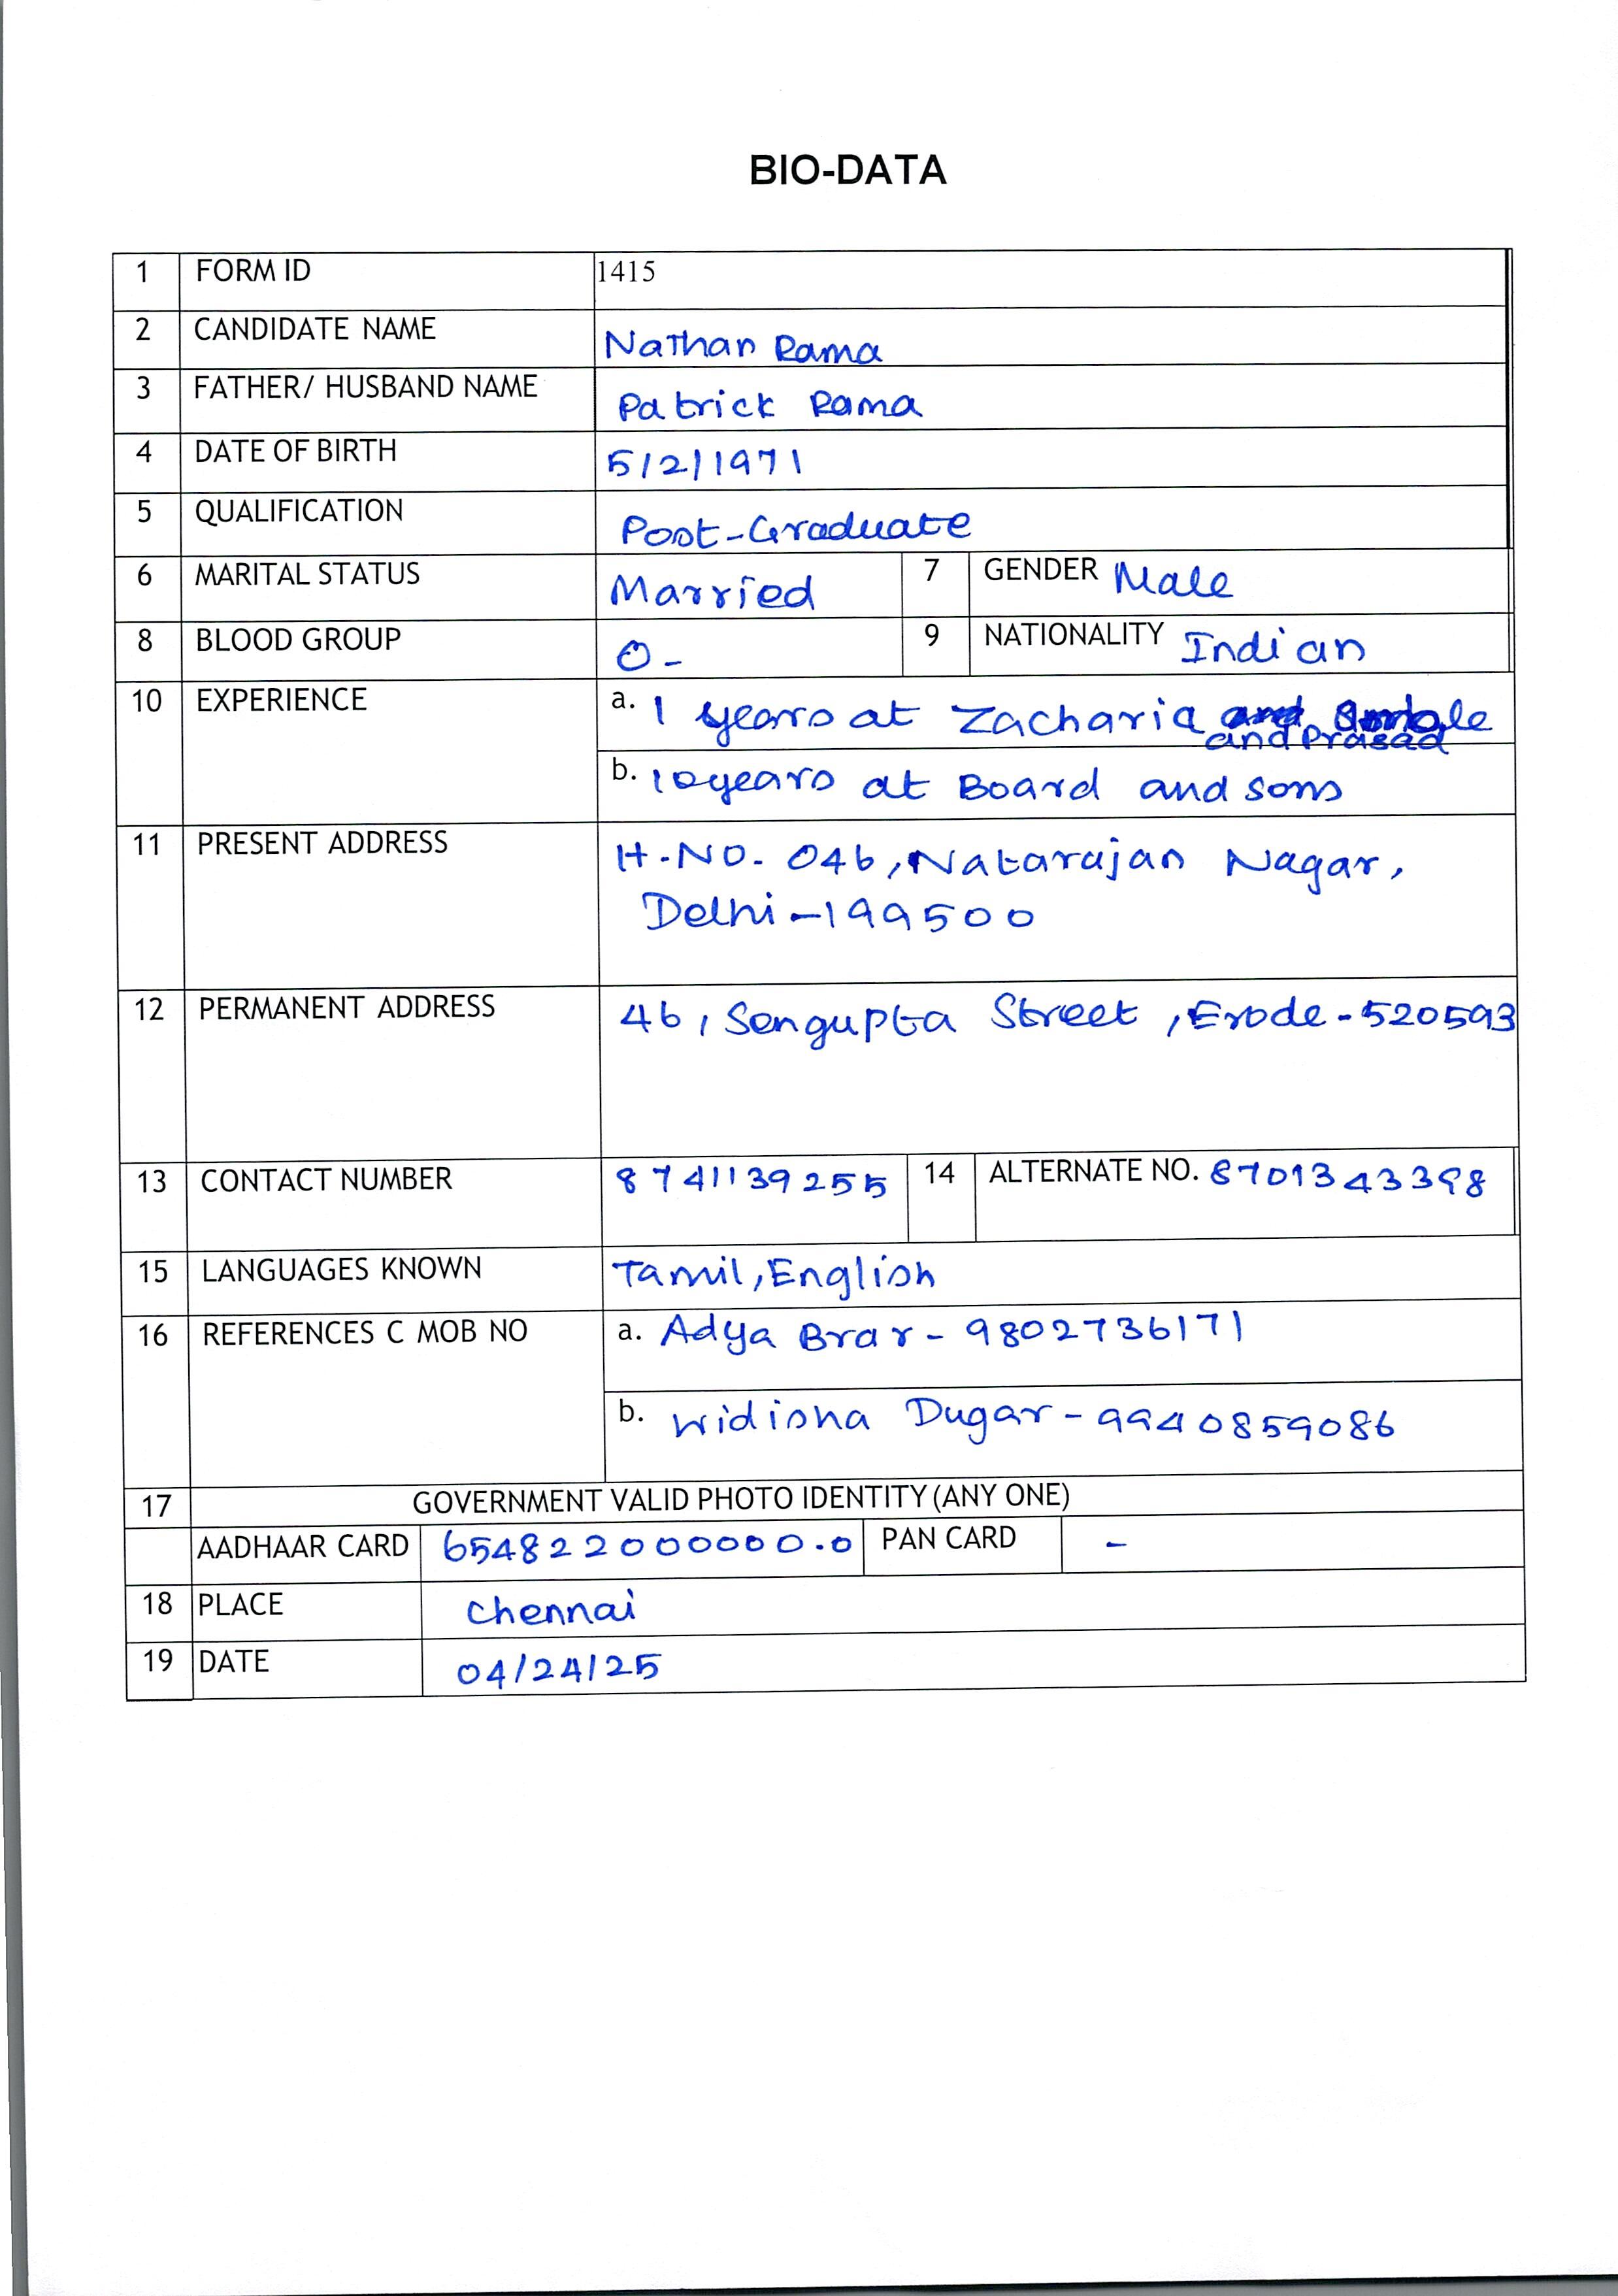 BIO-DATA
1 FORM ID 1415
2 CANDIDATE NAME Nathan Rama
3 FATHER/ HUSBAND NAME Patrick Rama
4 DATE OF BIRTH 5/2/1971
5 QUALIFICATION Post-Graduate
6 MARITAL STATUS Married 7 GENDER Male
8 BLOOD GROUP O- 9 NATIONALITY Indian
10 EXPERIENCE a. 1 years at Zacharia
and Prasad
b. 10 years at Board and sons
11 PRESENT ADDRESS H.NO. 046, Natarajan Nagar,
Delhi-199500
12 PERMANENT ADDRESS 46, Sengupta Street, Erode-520593
13 CONTACT NUMBER 8741139255 14 ALTERNATE NO. 8701343398
15 LANGUAGES KNOWN Tamil, English
16 REFERENCES C MOB NO a. Adya Brar - 9802736171
b. Widisha Dugar - 9940859086
17 GOVERNMENT VALID PHOTO IDENTITY (ANY ONE)
AADHAAR CARD 654822000000.0 PAN CARD -
18 PLACE Chennai
19 DATE 04/24/25